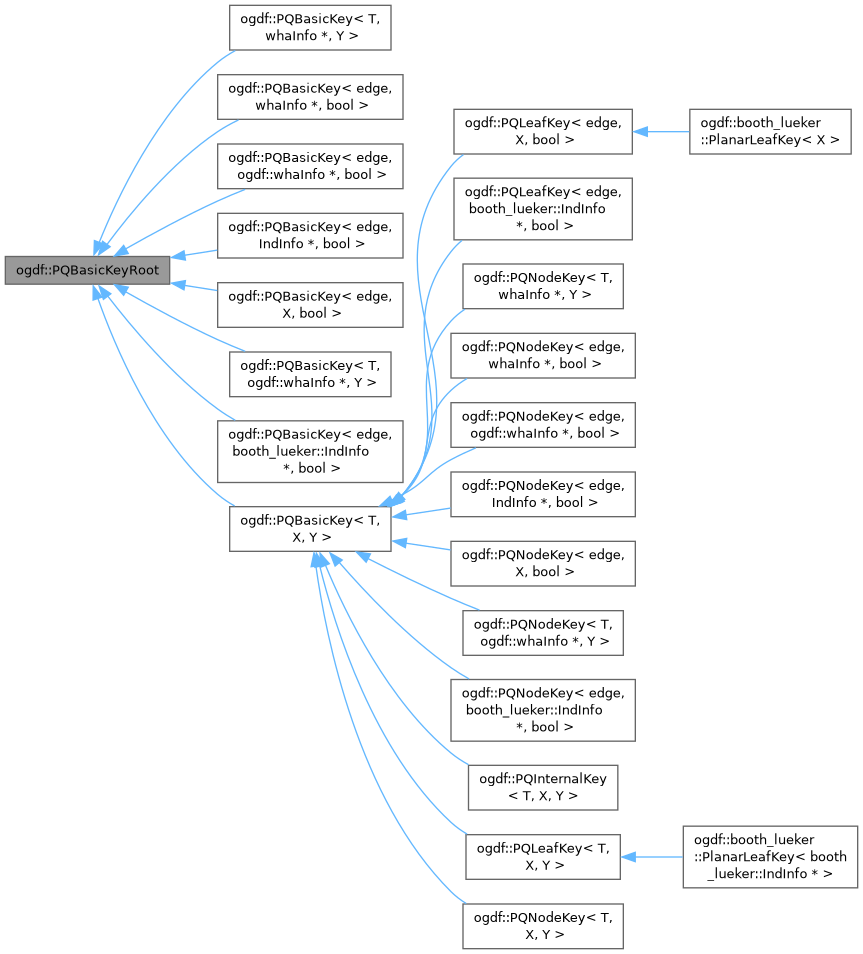 ogdf::PQBasicKey< T,
whaInfo *, Y >
ogdf::PQBasicKey< edge,
whaInfo *, bool >
ogdf::PQBasicKey< edge,
ogdf::whaInfo *, bool >
ogdf::PQBasicKey< edge,
IndInfo *, bool >
ogdf::PQBasicKeyRoot
ogdf::PQBasicKey< edge,
X, bool >
ogdf::PQBasicKey< T,
ogdf::whaInfo *, Y >
ogdf::PQBasicKey< edge,
booth_lueker::IndInfo
*, bool >
ogdf::PQBasicKey< T,
X, Y >
ogdf::PQLeafKey< edge,
X, bool >
ogdf::PQLeafKey< edge,
booth_lueker::IndInfo
*, bool >
ogdf::PQNodeKey< T,
whaInfo *, Y >
ogdf::PQNodeKey< edge,
whaInfo *, bool >
ogdf::PQNodeKey< edge,
ogdf::whaInfo *, bool >
ogdf::PQNodeKey< edge,
IndInfo *, bool >
ogdf::PQNodeKey< edge,
X, bool >
ogdf::PQNodeKey< T,
ogdf::whaInfo *, Y >
ogdf::PQNodeKey< edge,
booth_lueker::IndInfo
*, bool >
ogdf::PQInternalKey
< T, X, Y >
ogdf::PQLeafKey< T,
X, Y >
ogdf::PQNodeKey< T,
X, Y >
ogdf::booth_lueker
::PlanarLeafKey< X >
ogdf::booth_lueker
::PlanarLeafKey< booth
_lueker::IndInfo * >